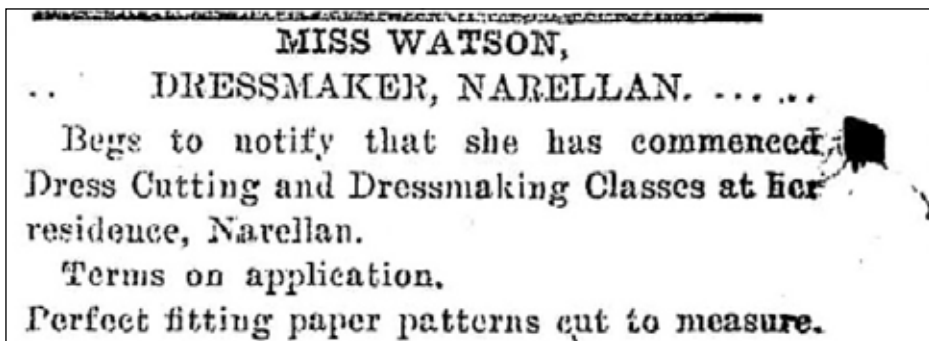 MISS WATSON,
.. DRESSMAKER, NARELLAN. ... ..
Begs to notify that she has commenced
Dress Cutting and Dressmaking Classes at her
residence, Narellan.
Terms on application.
Perfect fitting paper patterns cut to measure.